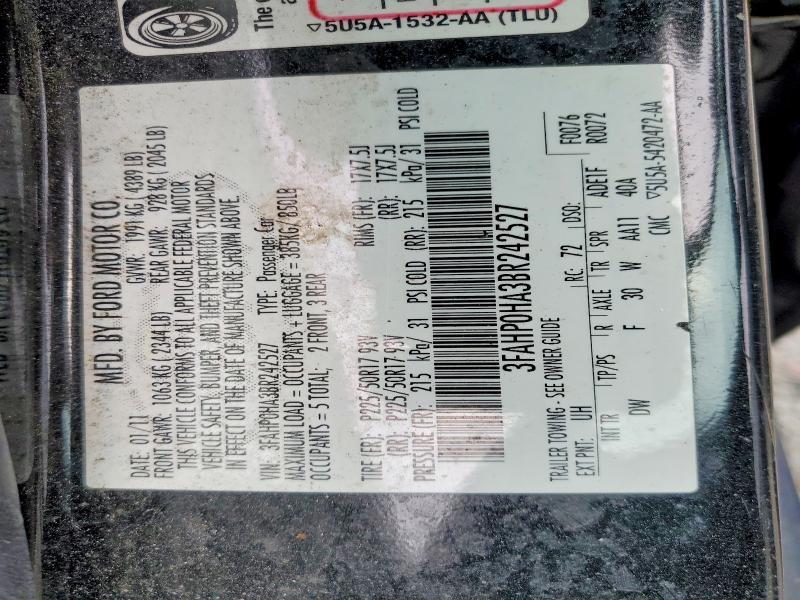 The c
a
▽5U5A-1532-AA (TLU)
MFD. BY FORD MOTOR CO.
DATE: 01/11 GVWR: 1991 KG (4389 LB)
FRONT GAWR: 1063 KG (2344 LB) REAR GAWR: 928 KG (2045 LB)
THIS VEHICLE CONFORMS TO ALL APPLICABLE FEDERAL MOTOR
VEHICLE SAFETY, BUMPER, AND THEFT PREVENTION STANDARDS
IN EFFECT ON THE DATE OF MANUFACTURE SHOWN ABOVE
VIN: 3FAHP0HA3BR242527 TYPE: Passenger Car
MAXIMUM LOAD = OCCUPANTS + LUGGAGE = 385KG/ 850LB
OCCUPANTS = 5 TOTAL: 2 FRONT, 3 REAR
TIRE (FR): P225/50R17 93V RIMS (FR): 17X7.5J
(RR): P225/50R17 93V (RR): 17X7.5J
PRESSURE (FR): 215 kPa/ 31 PSI COLD (RR): 215 kPa/ 31 PSI COLD
3FAHP0HA3BR242527
TRAILER TOWING - SEE OWNER GUIDE F0076
EXT PNT: UH RC: 72 DSO: R0072
INT TR TP/PS R AXLE TR SPR ADE1F
DW F 30 W AA11 40A
CMC ▽5U5A-5420472-AA